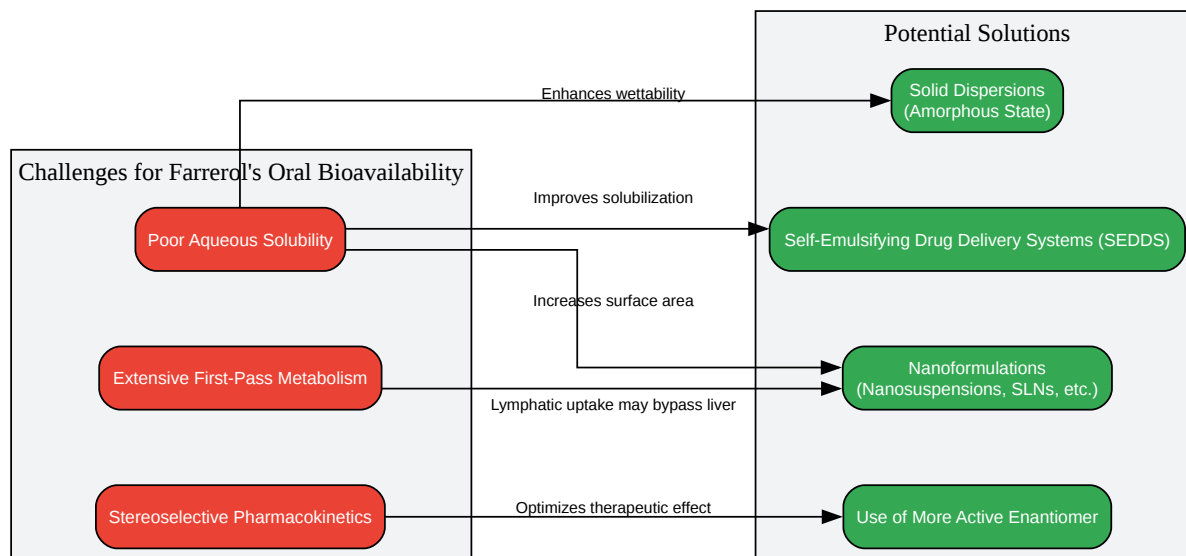 Potential Solutions
Solid Dispersions
(Amorphous State)
Enhances wettability
Challenges for Farrerol's Oral Bioavailability
Poor Aqueous Solubility
Improves solubilization
Self-Emulsifying Drug Delivery Systems (SEDDS)
Increases surface area
Extensive First-Pass Metabolism
Nanoformulations
(Nanosuspensions, SLNs, etc.)
Lymphatic uptake may bypass liver
Stereoselective Pharmacokinetics
Optimizes therapeutic effect
Use of More Active Enantiomer